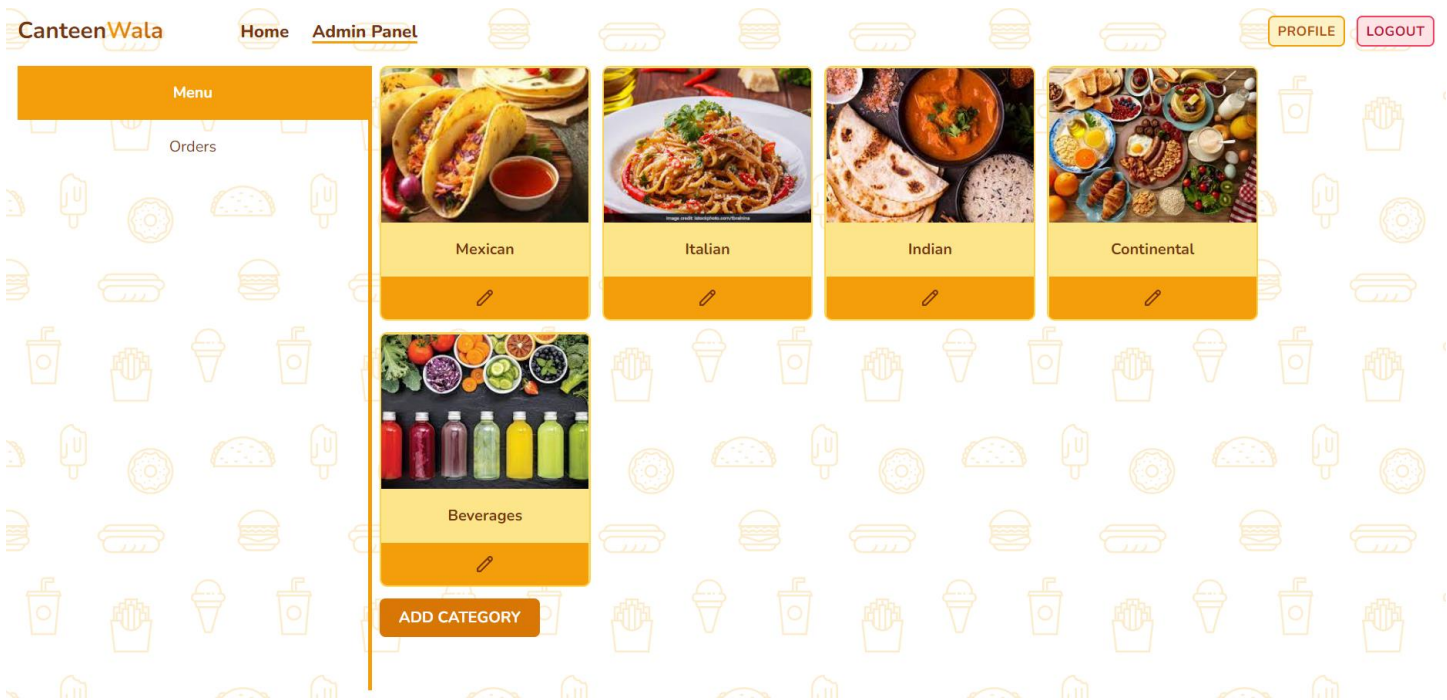 CanteenWala
Home
Admin Panel
PROFILE
LOGOUT
Menu
Orders
Mexican
Italian
Indian
Continental
Beverages
ADD CATEGORY